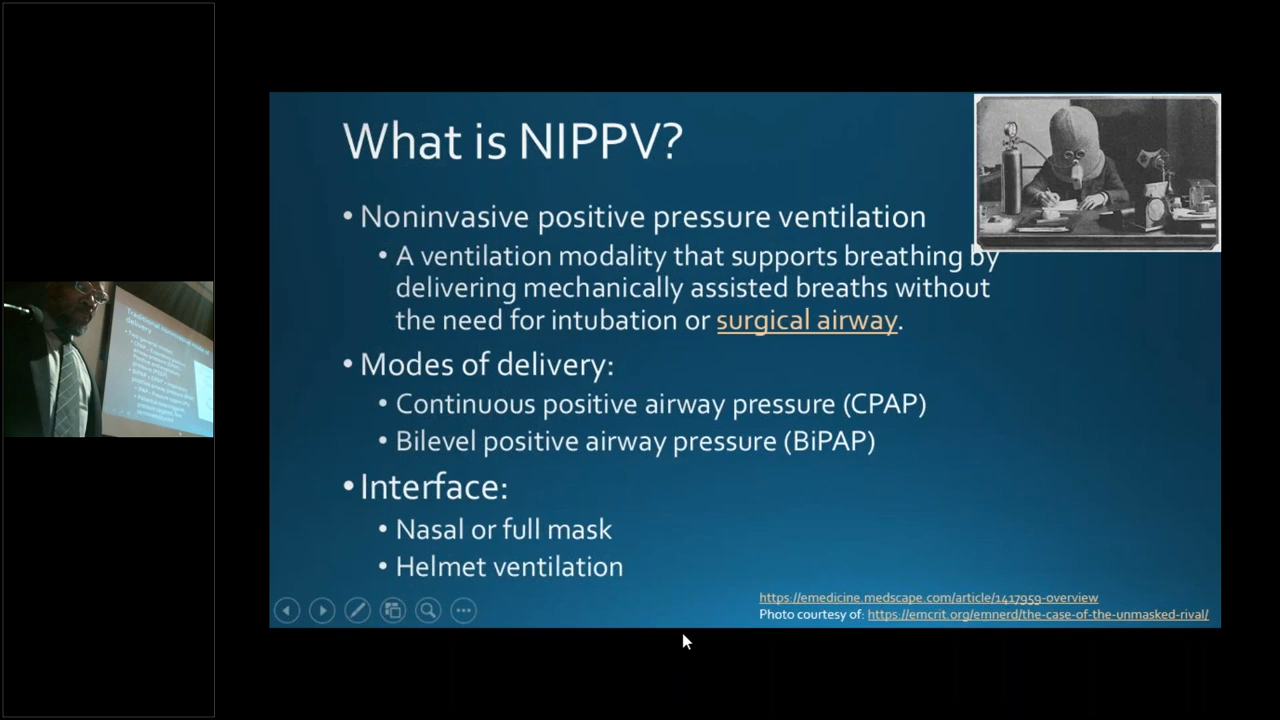 What is NIPPV?
• Noninvasive positive pressure ventilation
• A ventilation modality that supports breathing by
delivering mechanically assisted breaths without
the need for intubation or surgical airway.
• Modes of delivery:
• Continuous positive airway pressure (CPAP)
• Bilevel positive airway pressure (BiPAP)
• Interface:
• Nasal or full mask
• Helmet ventilation
https://emedicine.medscape.com/article/1417959-overview
Photo courtesy of: https://emcrit.org/emnerd/the-case-of-the-unmasked-rival/